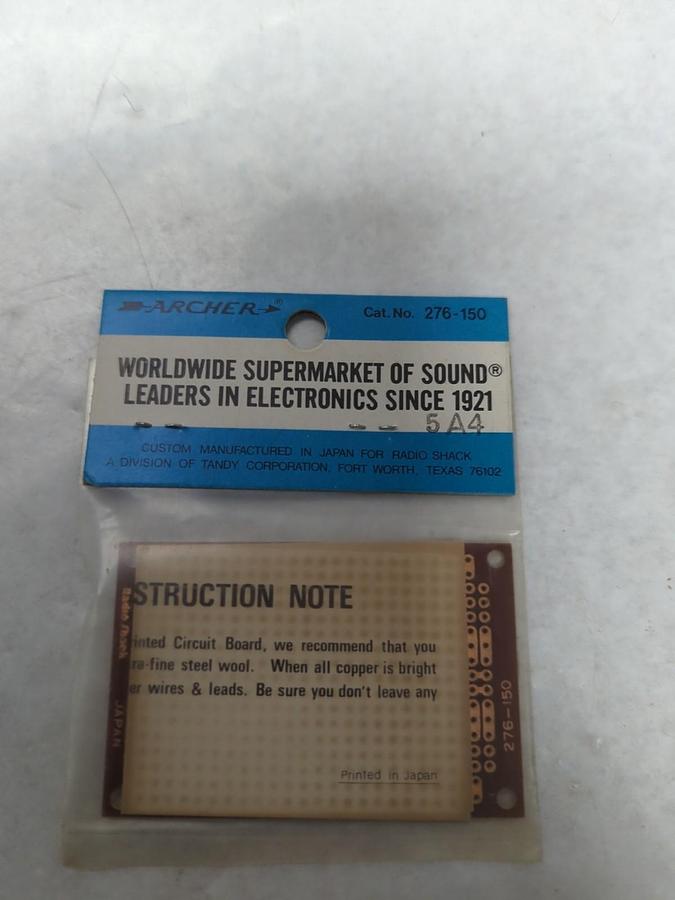 ARCHER®
Cat. No. 276-150
WORLDWIDE SUPERMARKET OF SOUND®
LEADERS IN ELECTRONICS SINCE 1921
5A4
CUSTOM MANUFACTURED IN JAPAN FOR RADIO SHACK
A DIVISION OF TANDY CORPORATION, FORT WORTH, TEXAS 76102
STRUCTION NOTE
inted Circuit Board, we recommend that you
ra-fine steel wool. When all copper is bright
er wires & leads. Be sure you don't leave any
Printed in Japan
Radio Shack
JAPAN
276-150